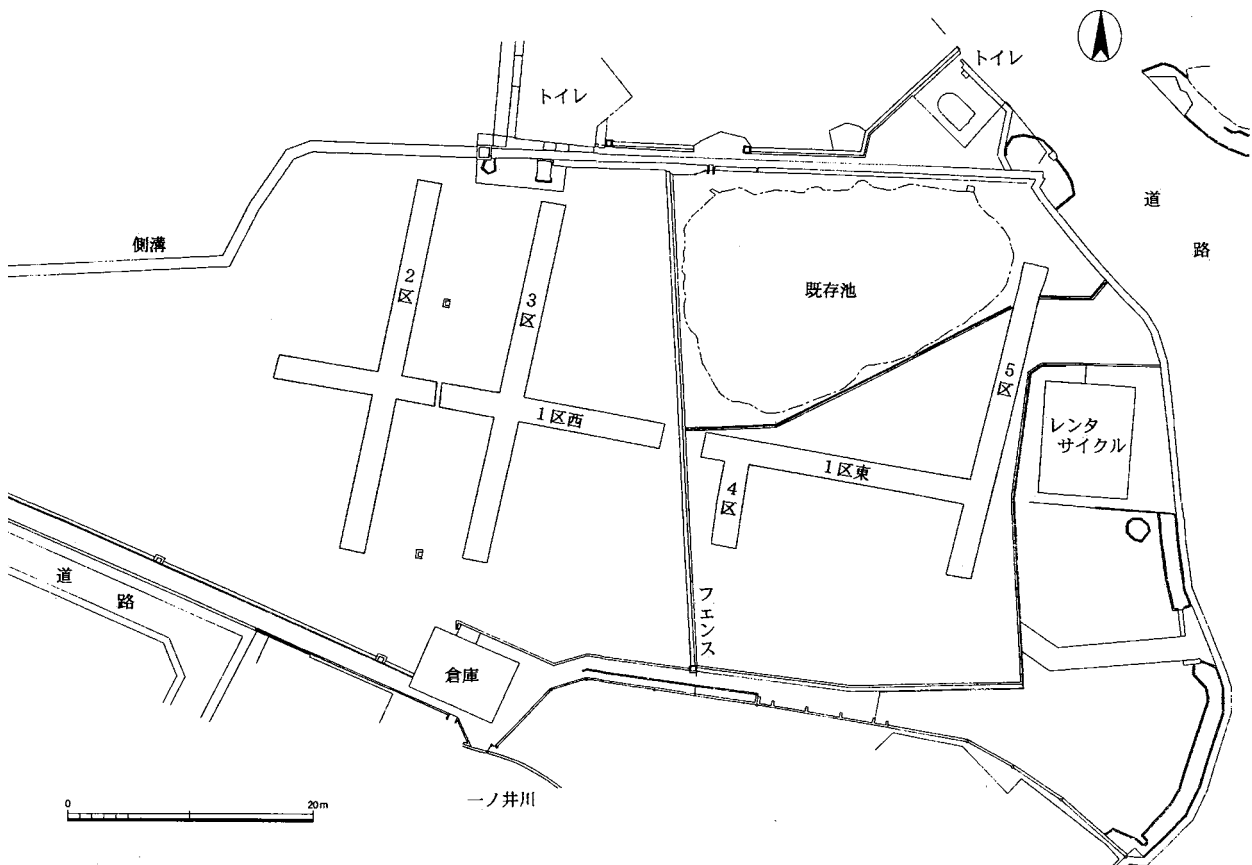 トイレ
トイレ
道路
側溝
2区
3区
既存池
5区
1区西
レンタ
サイクル
1区東
4区
道路
フェンス
倉庫
一ノ井川
0
20m